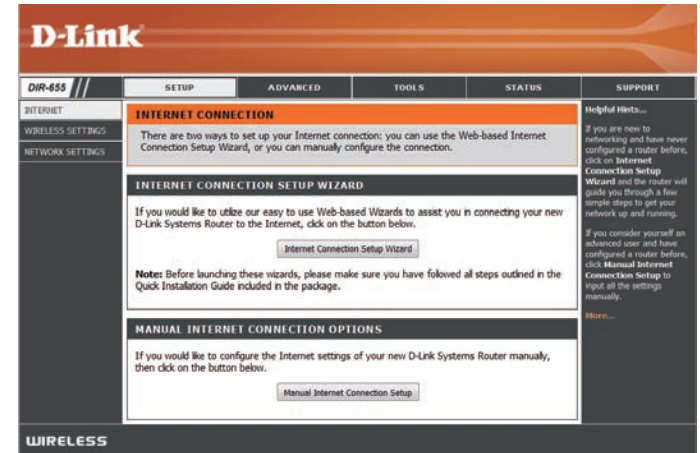 D-Link
DIR-655 ///
SETUP
ADVANCED
TOOLS
STATUS
SUPPORT
INTERNET
WIRELESS SETTINGS
NETWORK SETTINGS
INTERNET CONNECTION
There are two ways to set up your Internet connection: you can use the Web-based Internet
Connection Setup Wizard, or you can manually configure the connection.
INTERNET CONNECTION SETUP WIZARD
If you would like to utilize our easy to use Web-based Wizards to assist you in connecting your new
D-Link Systems Router to the Internet, click on the button below.
Internet Connection Setup Wizard
Note: Before launching these wizards, please make sure you have followed all steps outlined in the
Quick Installation Guide included in the package.
MANUAL INTERNET CONNECTION OPTIONS
If you would like to configure the Internet settings of your new D-Link Systems Router manually,
then click on the button below.
Manual Internet Connection Setup
Helpful Hints...
If you are new to
networking and have never
configured a router before,
click on Internet
Connection Setup
Wizard and the router will
guide you through a few
simple steps to get your
network up and running.
If you consider yourself an
advanced user and have
configured a router before,
click Manual Internet
Connection Setup to
input all the settings
manually.
More...
WIRELESS